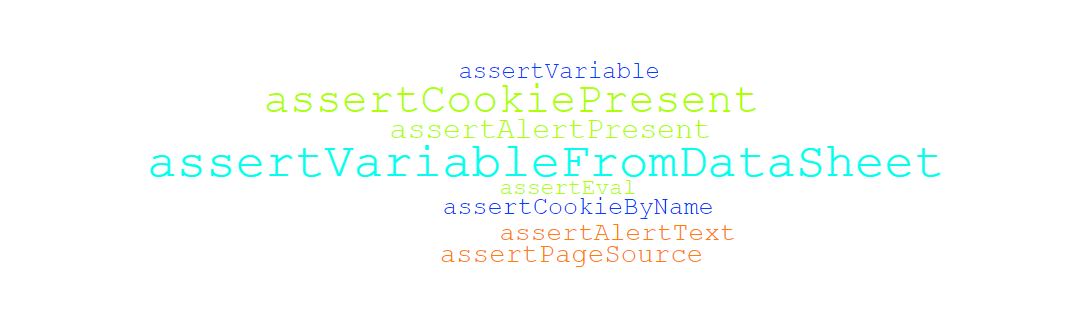 assertVariable
assertCookiePresent
assertAlertPresent
assertVariableFromDataSheet
assertEval
assertCookieByName
assertAlertText
assertPageSource